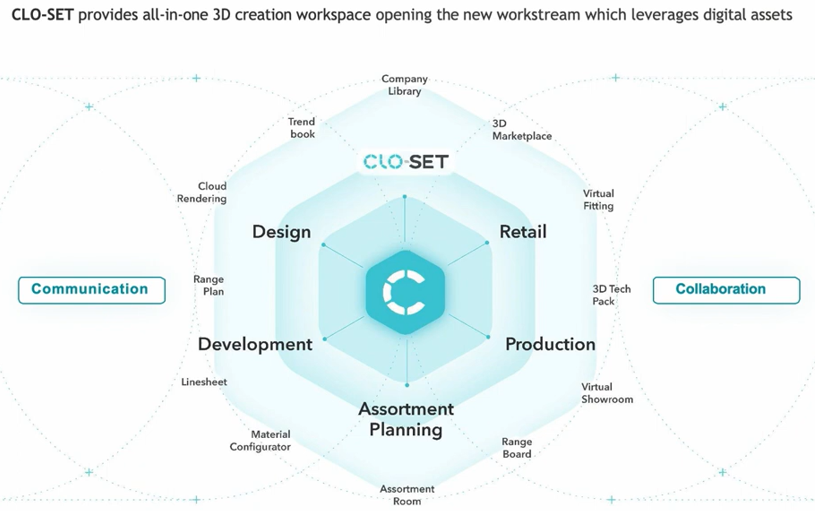 CLO-SET provides all-in-one 3D creation workspace opening the new workstream which leverages digital assets
Company
Library
Trend
book
3D
Marketplace
CLO-SET
Cloud
Rendering
Virtual
Fitting
Design
Retail
Communication
Range
Plan
3D Tech
Pack
Collaboration
Development
Production
Linesheet
Virtual
Showroom
Assortment
Planning
Material
Configurator
Range
Board
Assortment
Room